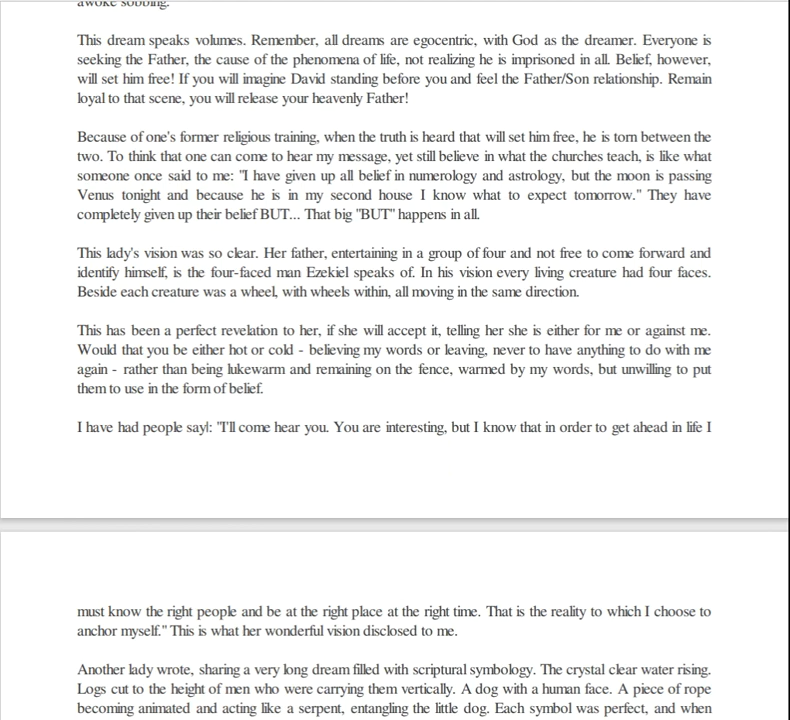 awoke sobbing.
This dream speaks volumes. Remember, all dreams are egocentric, with God as the dreamer. Everyone is
seeking the Father, the cause of the phenomena of life, not realizing he is imprisoned in all. Belief, however,
will set him free! If you will imagine David standing before you and feel the Father/Son relationship. Remain
loyal to that scene, you will release your heavenly Father!
Because of one's former religious training, when the truth is heard that will set him free, he is torn between the
two. To think that one can come to hear my message, yet still believe in what the churches teach, is like what
someone once said to me: "I have given up all belief in numerology and astrology, but the moon is passing
Venus tonight and because he is in my second house I know what to expect tomorrow." They have
completely given up their belief BUT... That big "BUT" happens in all.
This lady's vision was so clear. Her father, entertaining in a group of four and not free to come forward and
identify himself, is the four-faced man Ezekiel speaks of. In his vision every living creature had four faces.
Beside each creature was a wheel, with wheels within, all moving in the same direction.
This has been a perfect revelation to her, if she will accept it, telling her she is either for me or against me.
Would that you be either hot or cold - believing my words or leaving, never to have anything to do with me
again - rather than being lukewarm and remaining on the fence, warmed by my words, but unwilling to put
them to use in the form of belief.
I have had people sayl: "I'll come hear you. You are interesting, but I know that in order to get ahead in life I
must know the right people and be at the right place at the right time. That is the reality to which I choose to
anchor myself." This is what her wonderful vision disclosed to me.
Another lady wrote, sharing a very long dream filled with scriptural symbology. The crystal clear water rising.
Logs cut to the height of men who were carrying them vertically. A dog with a human face. A piece of rope
becoming animated and acting like a serpent, entangling the little dog. Each symbol was perfect, and when